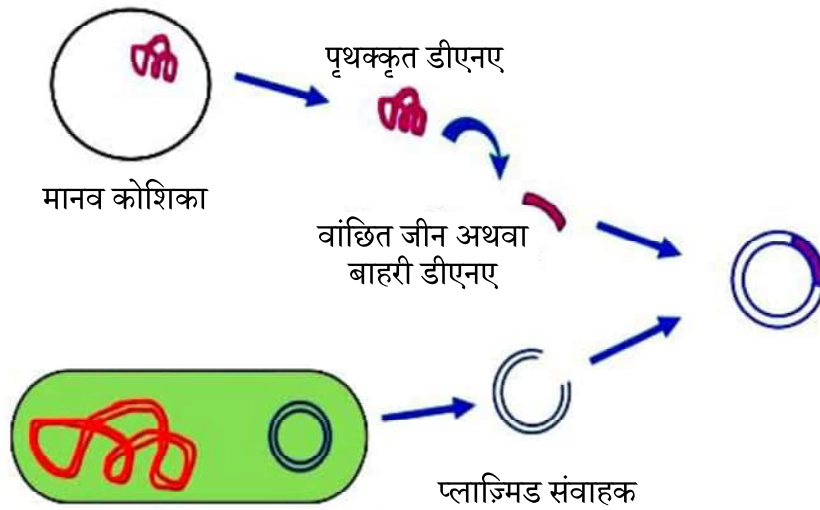 पृथक्कृत डीएनए
मानव कोशिका
वांछित जीन अथवा
बाहरी डीएनए
प्लाज़्मिड संवाहक